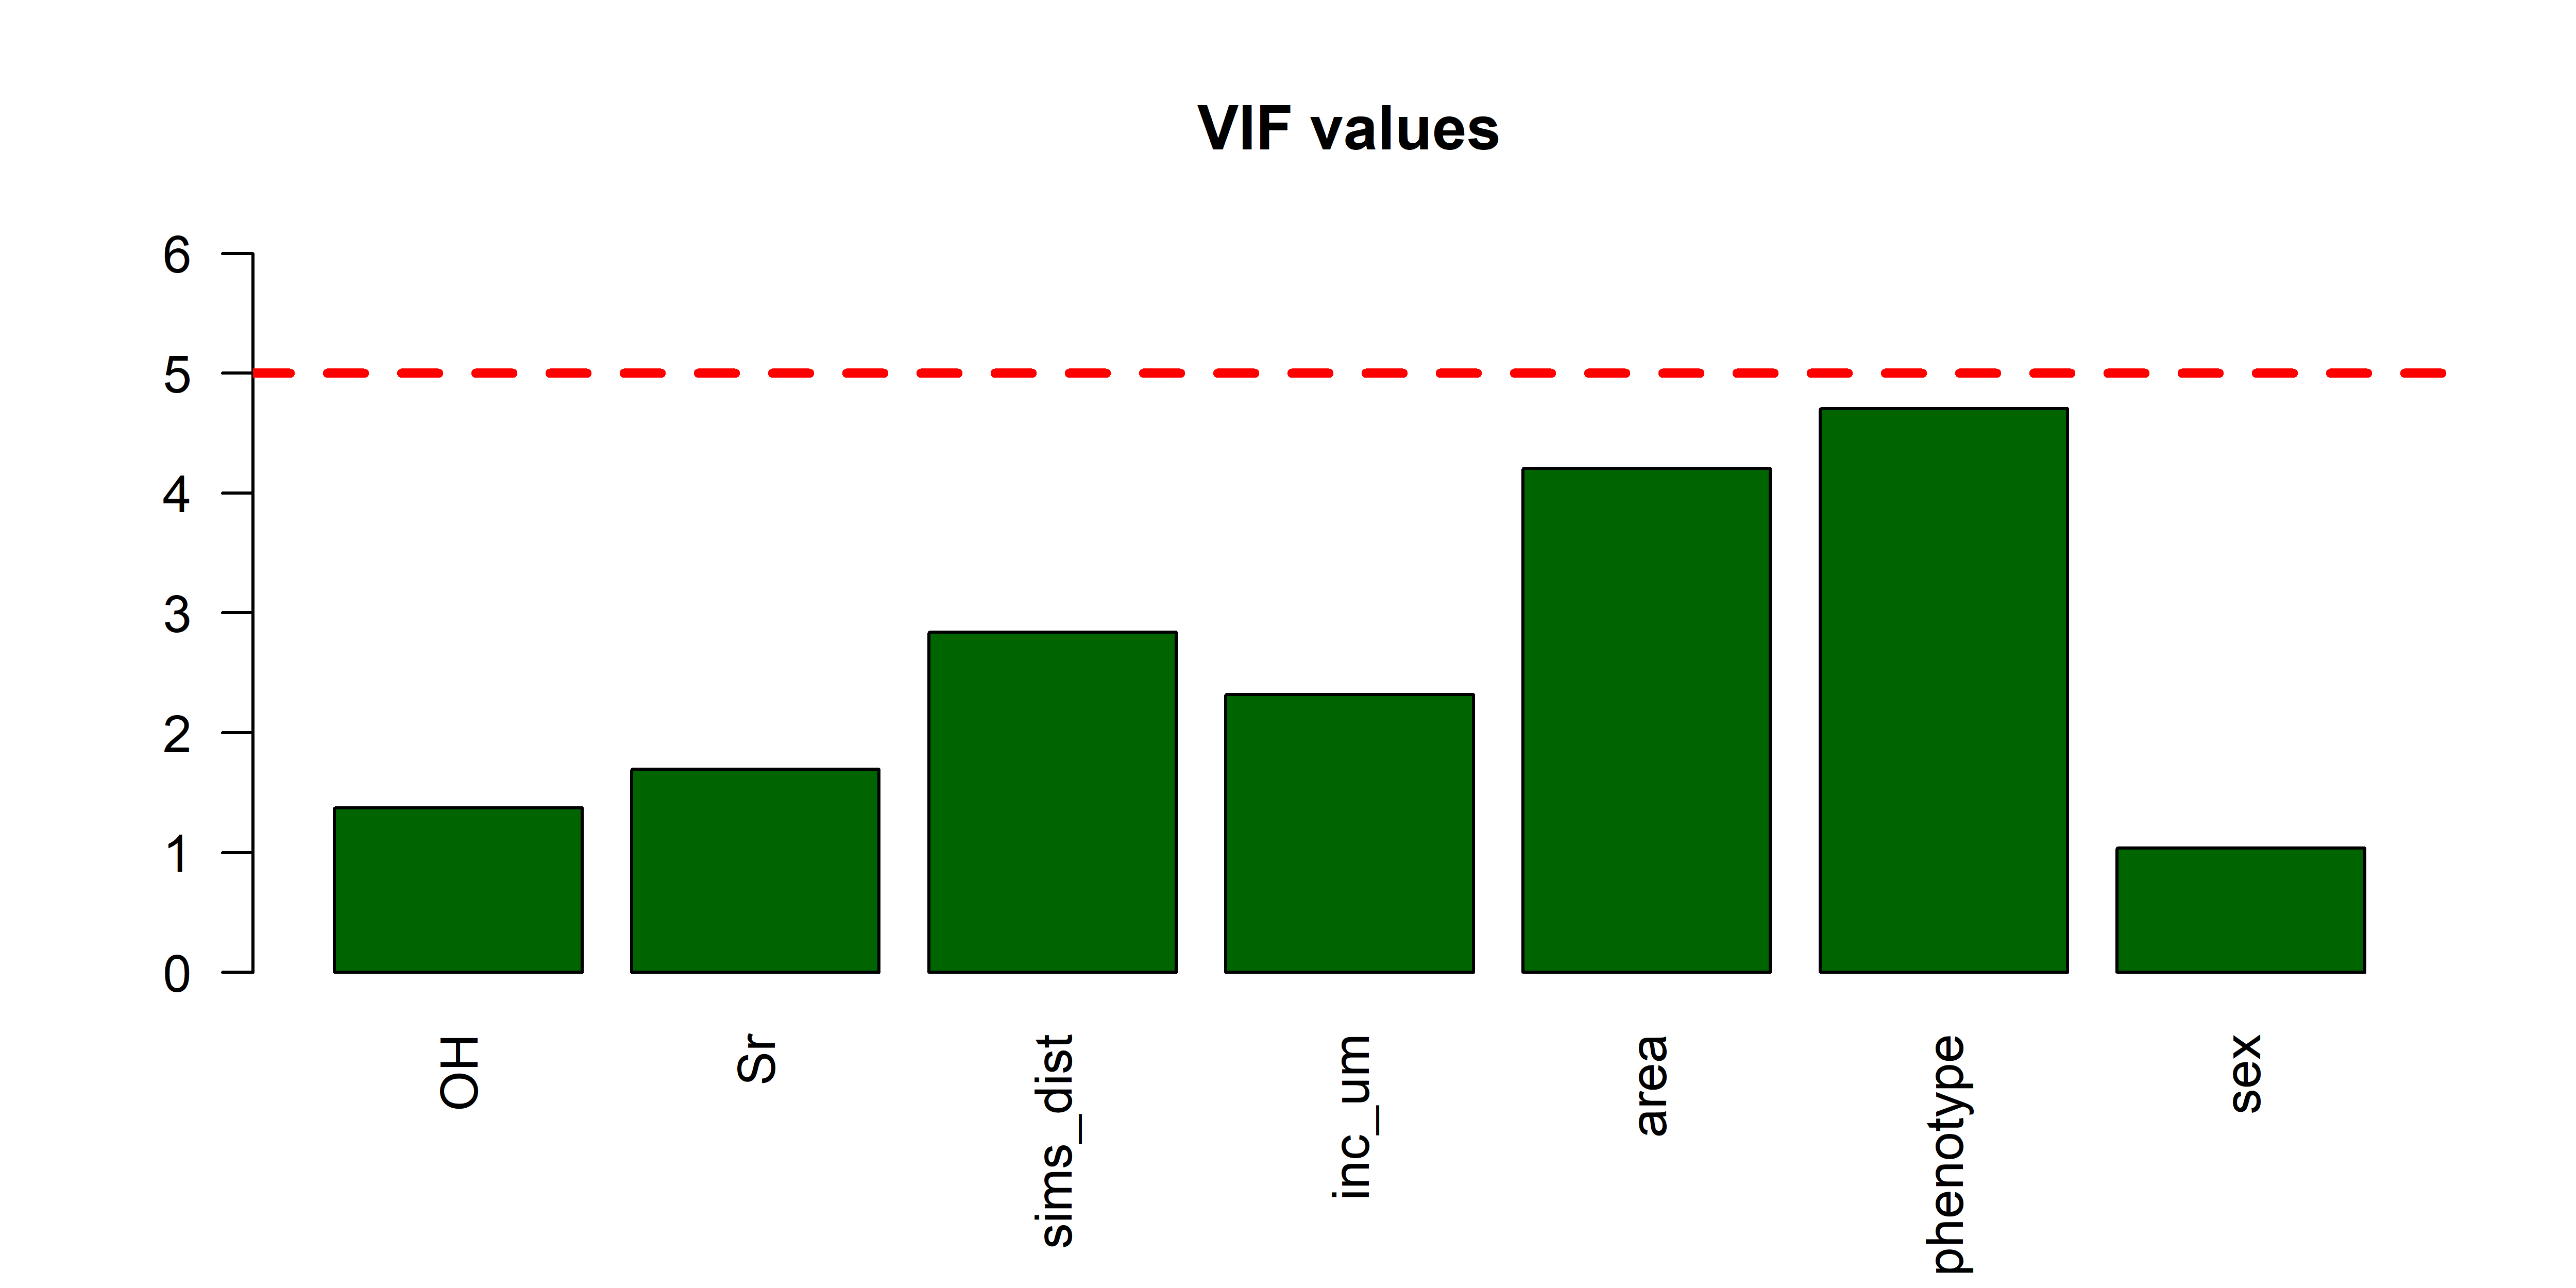 VIF values
6
5
4
3
2
1
0
OH
Sr
sims_dist
inc_um
area
phenotype
sex